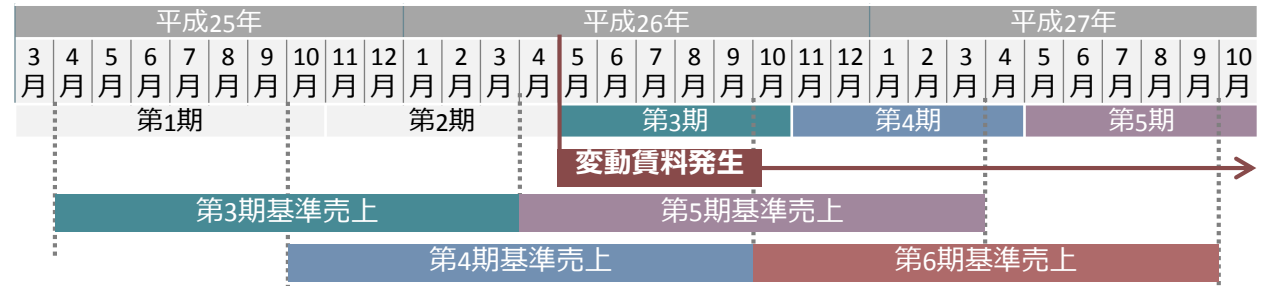 平成25年 平成26年 平成27年
3月 4月 5月 6月 7月 8月 9月 10月 11月 12月 1月 2月 3月 4月 5月 6月 7月 8月 9月 10月 11月 12月 1月 2月 3月 4月 5月 6月 7月 8月 9月 10月
第1期 第2期 第3期 第4期 第5期
変動賃料発生
第3期基準売上 第5期基準売上
第4期基準売上 第6期基準売上